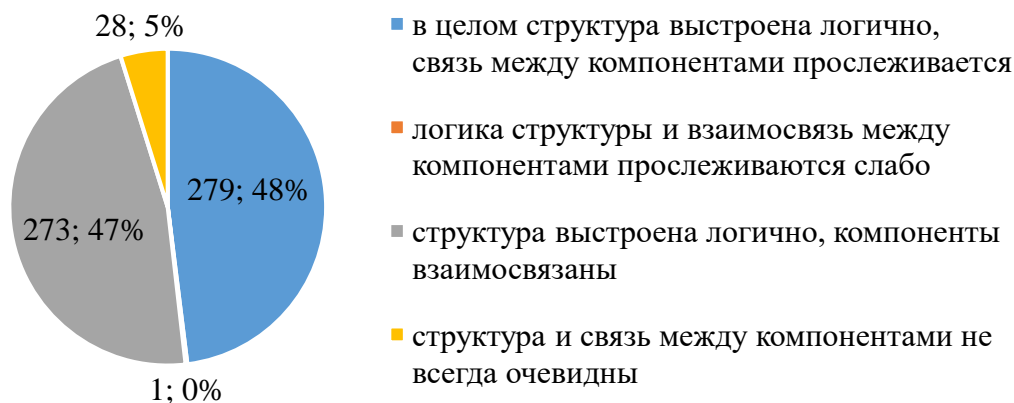 28; 5%
279; 48%
273; 47%
1; 0%
в целом структура выстроена логично,
связь между компонентами прослеживается
логика структуры и взаимосвязь между
компонентами прослеживаются слабо
структура выстроена логично, компоненты
взаимосвязаны
структура и связь между компонентами не
всегда очевидны